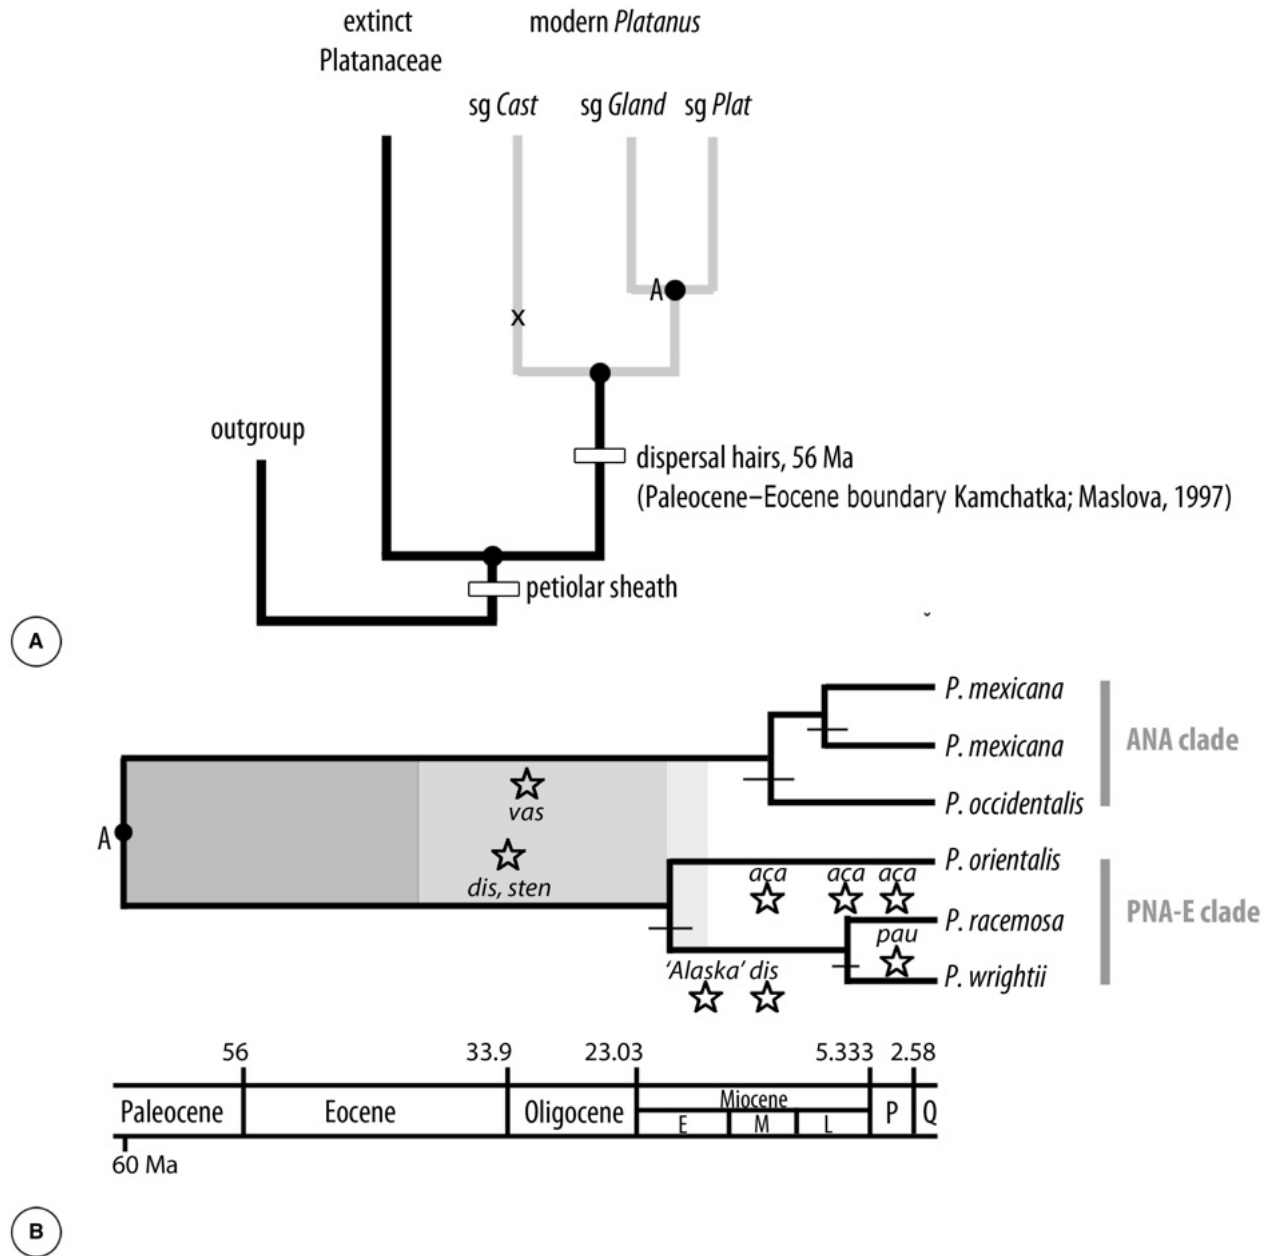 extinct
Platanaceae
modern Platanus
sg Cast
sg Gland
sg Plat
A
x
outgroup
dispersal hairs, 56 Ma
(Paleocene–Eocene boundary Kamchatka; Maslova, 1997)
petiolar sheath
A
P. mexicana
P. mexicana
ANA clade
P. occidentalis
vas
A
dis, sten
P. orientalis
aca
aca
aca
P. racemosa
PNA-E clade
pau
'Alaska' dis
P. wrightii
56
33.9
23.03
5.333
2.58
Paleocene
Eocene
Oligocene
Miocene
E
M
L
P
Q
60 Ma
B